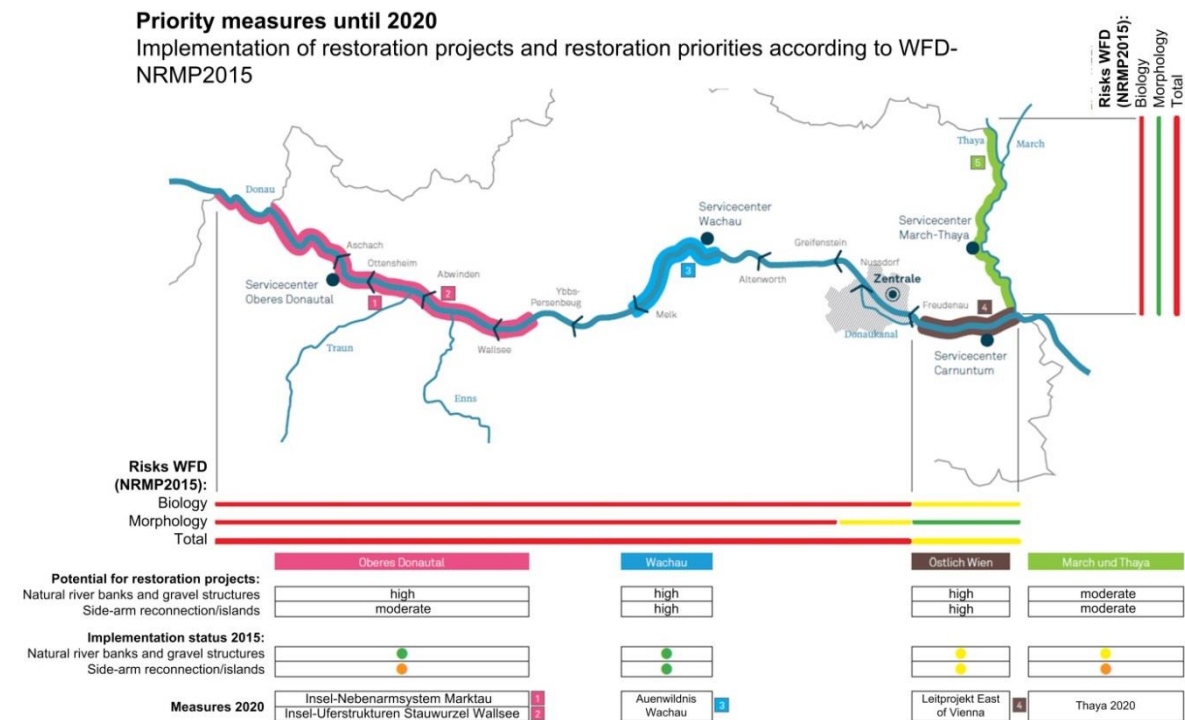 Priority measures until 2020
Implementation of restoration projects and restoration priorities according to WFD-
NRMP2015
Risks WFD
(NRMP2015):
Biology
Morphology
Total
Thaya
March
5
Donau
Servicecenter
Wachau
Servicecenter
March-Thaya
Aschach
Greifenstein
Ottensheim
Nussdorf
Servicecenter
Oberes Donautal
Abwinden
3
Altenworth
Zentrale
1
2
Ybbs-
Persenbeug
Melk
Freudenau
4
Donaukanal
Traun
Wallsee
Servicecenter
Carnuntum
Enns
Risks WFD
(NRMP2015):
Biology
Morphology
Total
Oberes Donautal
Wachau
Östlich Wien
March und Thaya
Potential for restoration projects:
Natural river banks and gravel structures high high high moderate
Side-arm reconnection/islands moderate high high moderate
Implementation status 2015:
Natural river banks and gravel structures
Side-arm reconnection/islands
Measures 2020
Insel-Nebenarmsystem Marktau 1
Insel-Uferstrukturen Stauwurzel Wallsee 2
Auenwildnis
Wachau
3
Leitprojekt East
of Vienna
4
Thaya 2020